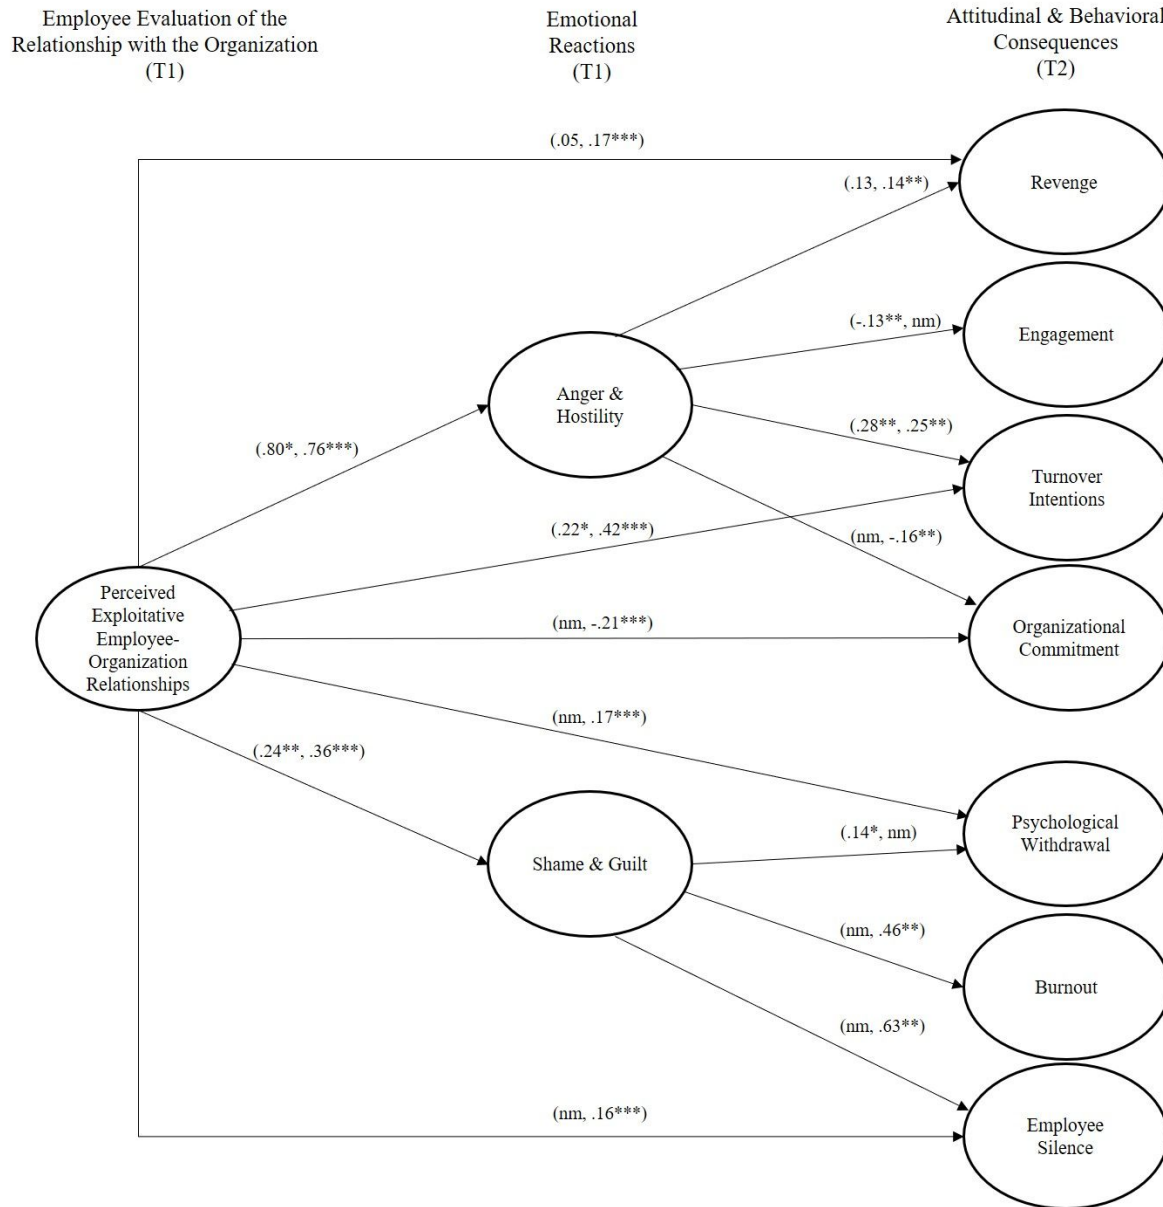 Employee Evaluation of the
Relationship with the Organization
(T1)
Emotional
Reactions
(T1)
Attitudinal & Behavioral
Consequences
(T2)
(.05, .17***)
(.13, .14**)
Revenge
(-.13**, nm)
Engagement
Anger &
Hostility
(.80*, .76***)
(.28**, .25**)
Turnover
Intentions
(.22*, .42***)
(nm, -.16**)
Perceived
Exploitative
Employee-
Organization
Relationships
(nm, -.21***)
Organizational
Commitment
(nm, .17***)
(.24**, .36***)
Psychological
Withdrawal
(.14*, nm)
Shame & Guilt
(nm, .46**)
Burnout
(nm, .63**)
(nm, .16***)
Employee
Silence